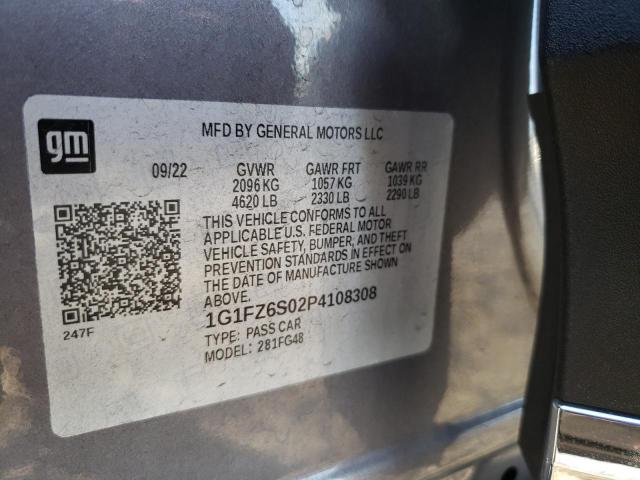 gm
MFD BY GENERAL MOTORS LLC
09/22 GVWR GAWR FRT GAWR RR
2096 KG 1057 KG 1039 KG
4620 LB 2330 LB 2290 LB
THIS VEHICLE CONFORMS TO ALL
APPLICABLE U.S. FEDERAL MOTOR
VEHICLE SAFETY, BUMPER, AND THEFT
PREVENTION STANDARDS IN EFFECT ON
THE DATE OF MANUFACTURE SHOWN
ABOVE.
1G1FZ6S02P4108308
TYPE: PASS CAR
MODEL: 281FG48
247F